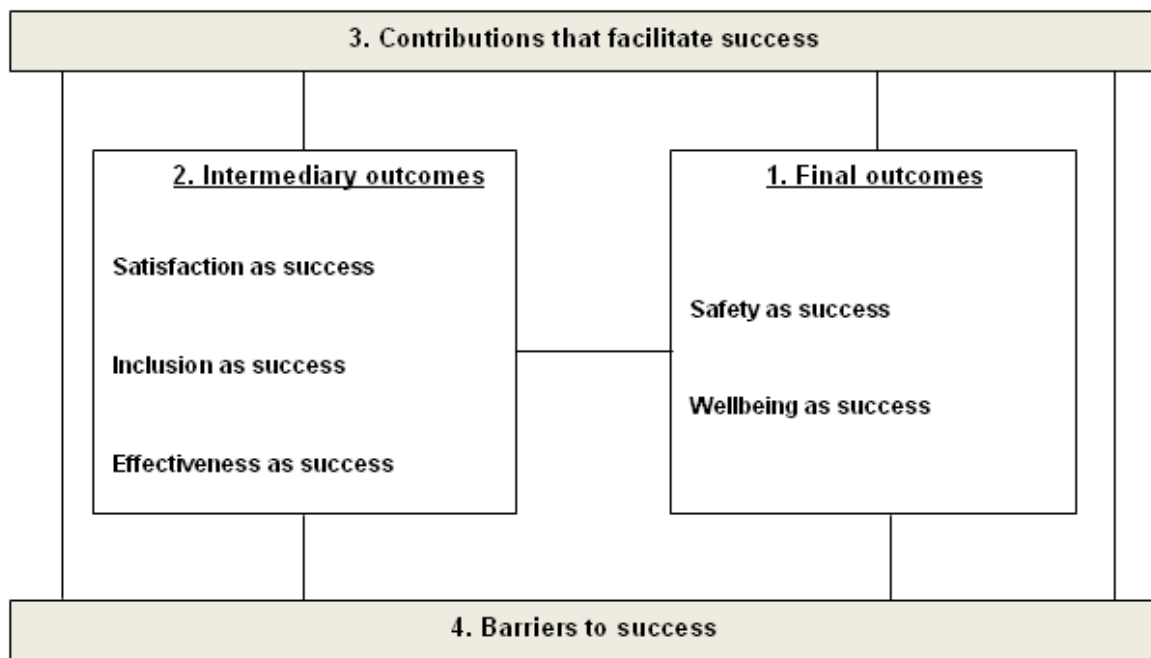 3. Contributions that facilitate success
2. Intermediary outcomes
Satisfaction as success
Inclusion as success
Effectiveness as success
1. Final outcomes
Safety as success
Wellbeing as success
4. Barriers to success